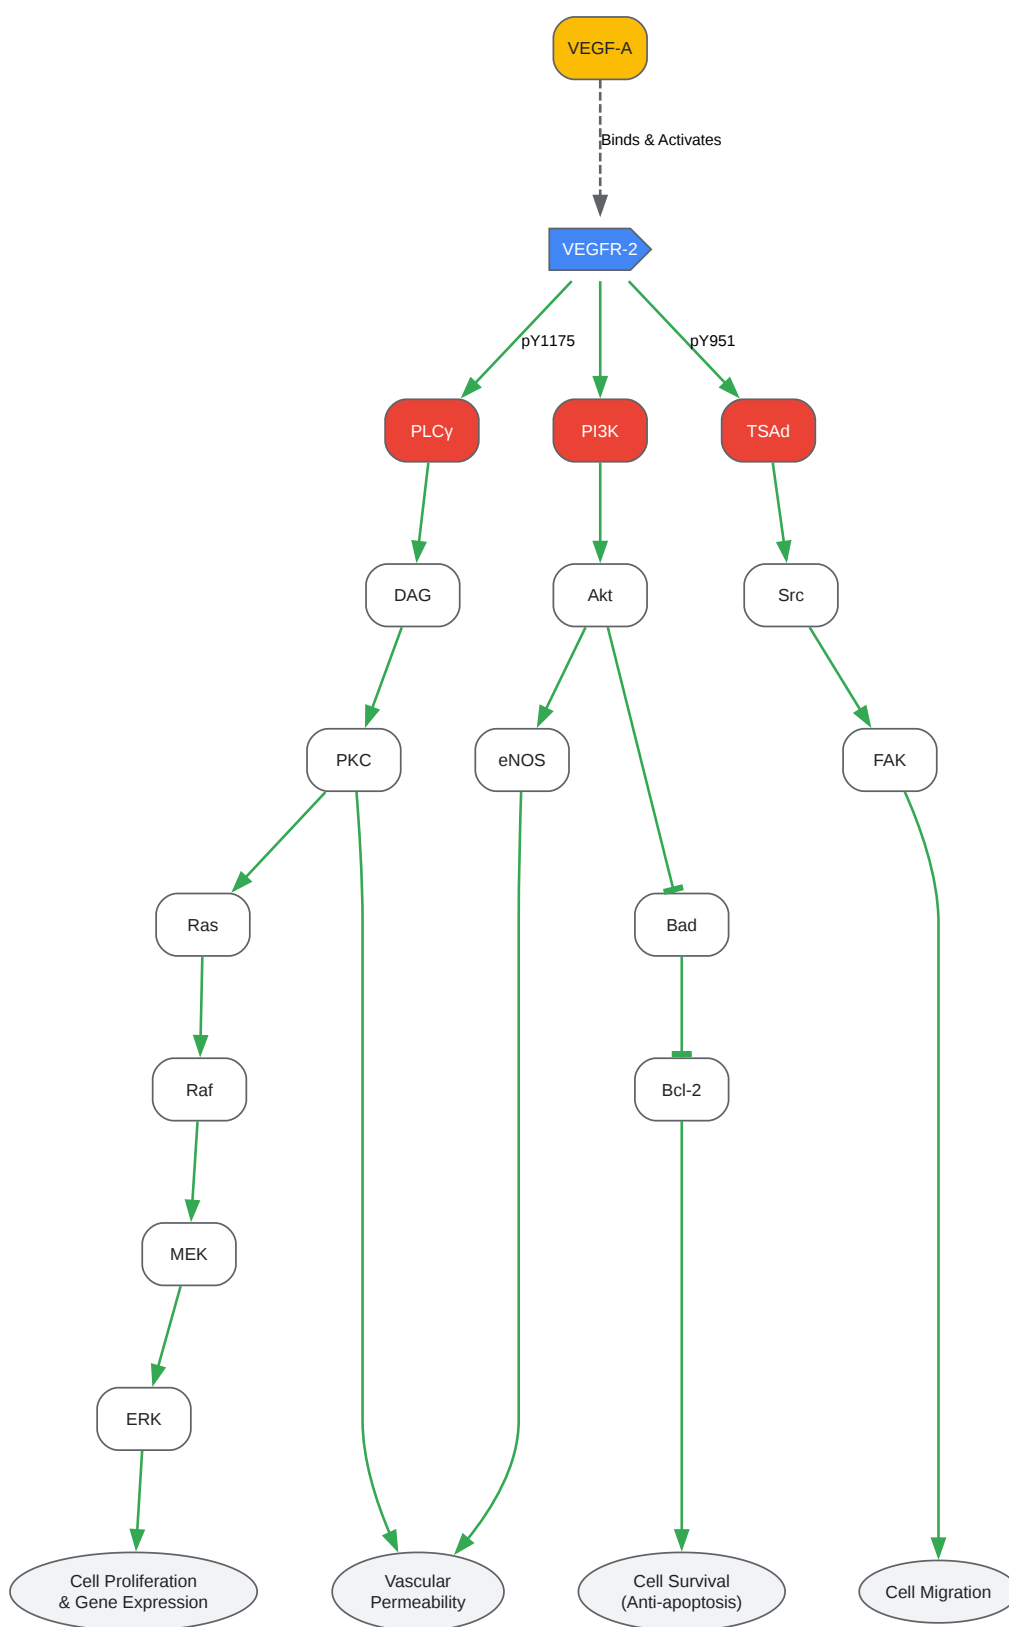 VEGF-A
Binds & Activates
VEGFR-2
pY1175
pY951
PLCγ
PI3K
TSAd
DAG
Akt
Src
PKC
eNOS
FAK
Ras
Bad
Raf
Bcl-2
MEK
ERK
Cell Proliferation
& Gene Expression
Vascular
Permeability
Cell Survival
(Anti-apoptosis)
Cell Migration